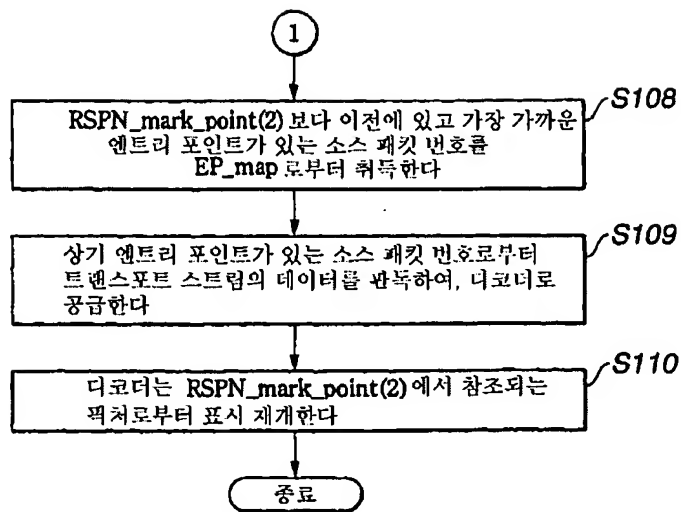 1
S108
RSPN_mark_point(2) 보다 이전에 있고 가장 가까운
엔트리 포인트가 있는 소스 패킷 번호를
EP_map 로부터 취득한다
S109
상기 엔트리 포인트가 있는 소스 패킷 번호로부터
트랜스포트 스트림의 데이터를 판독하여, 디코더로
공급한다
S110
디코더는 RSPN_mark_point(2) 에서 참조되는
픽처로부터 표시 재개한다
종료